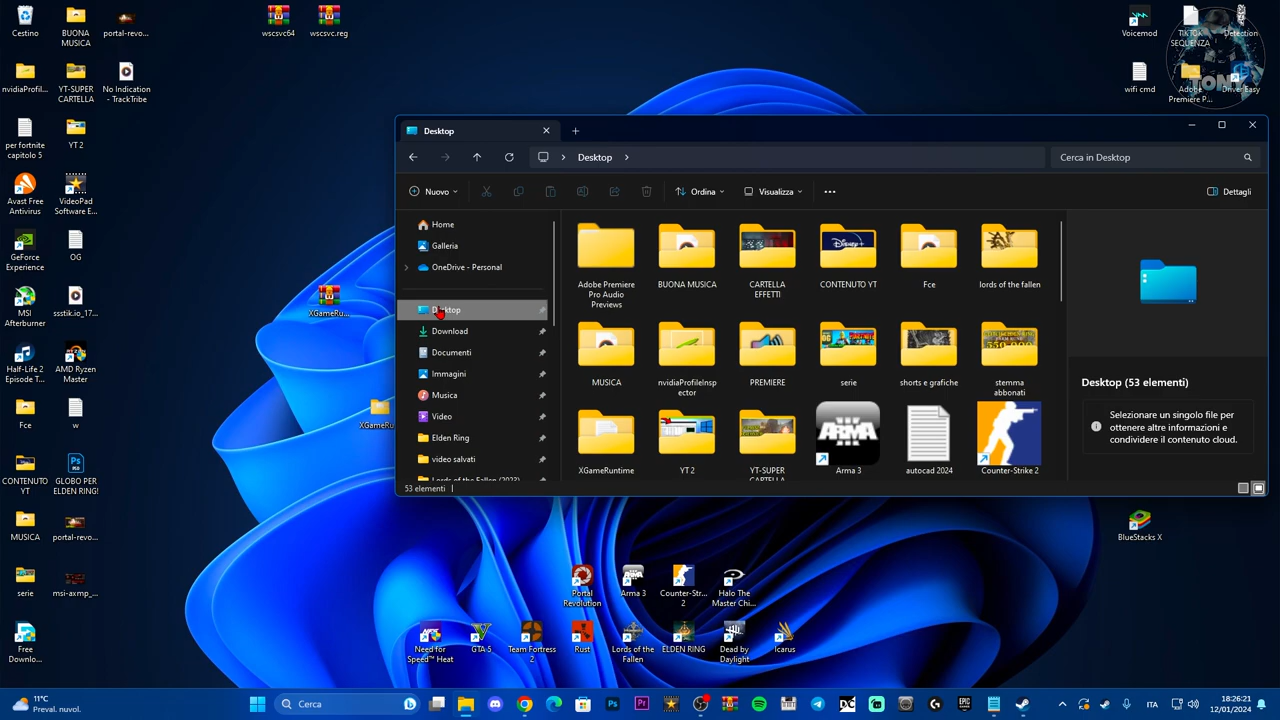 Cestino
BUONA
MUSICA
portal-revo...
wscsvc64
wscsvc.reg
Voicemod
TIKTOK
SEQUENZA
Detection
nvidiaProfil...
YT-SUPER
CARTELLA
No Indication
- TrackTribe
wifi cmd
Adobe
Premiere P...
Driver Easy
per fortnite
capitolo 5
YT 2
Avast Free
Antivirus
VideoPad
Software E...
GeForce
Experience
OG
MSI
Afterburner
ssstik.io_17...
XGameRu...
Half-Life 2
Episode T...
AMD Ryzen
Master
Fce
w
XGameRu
CONTENUTO
YT
GLOBO PER
ELDEN RING!
MUSICA
portal-revo...
serie
msi-axmp_...
Free
Downlo...
Desktop
Desktop
Cerca in Desktop
Nuovo
Ordina
Visualizza
Dettagli
Home
Galleria
OneDrive - Personal
Desktop
Download
Documenti
Immagini
Musica
Video
Elden Ring
video salvati
Lords of the Fallen (2023)
Adobe Premiere
Pro Audio
Previews
BUONA MUSICA
CARTELLA
EFFETTI
CONTENUTO YT
Fce
lords of the fallen
MUSICA
nvidiaProfileInsp
ector
PREMIERE
serie
shorts e grafiche
stemma
abbonati
XGameRuntime
YT 2
YT-SUPER
CARTELLA
Arma 3
autocad 2024
Counter-Strike 2
Desktop (53 elementi)
Selezionare un singolo file per
ottenere altre informazioni e
condividere il contenuto cloud.
53 elementi
BlueStacks X
Portal
Revolution
Arma 3
Counter-Str...
2
Halo The
Master Chi...
Need for
Speed™ Heat
GTA 5
Team Fortress
2
Rust
Lords of the
Fallen
ELDEN RING
Dead by
Daylight
Icarus
11°C
Preval. nuvol.
Cerca
ITA
18:26:21
12/01/2024